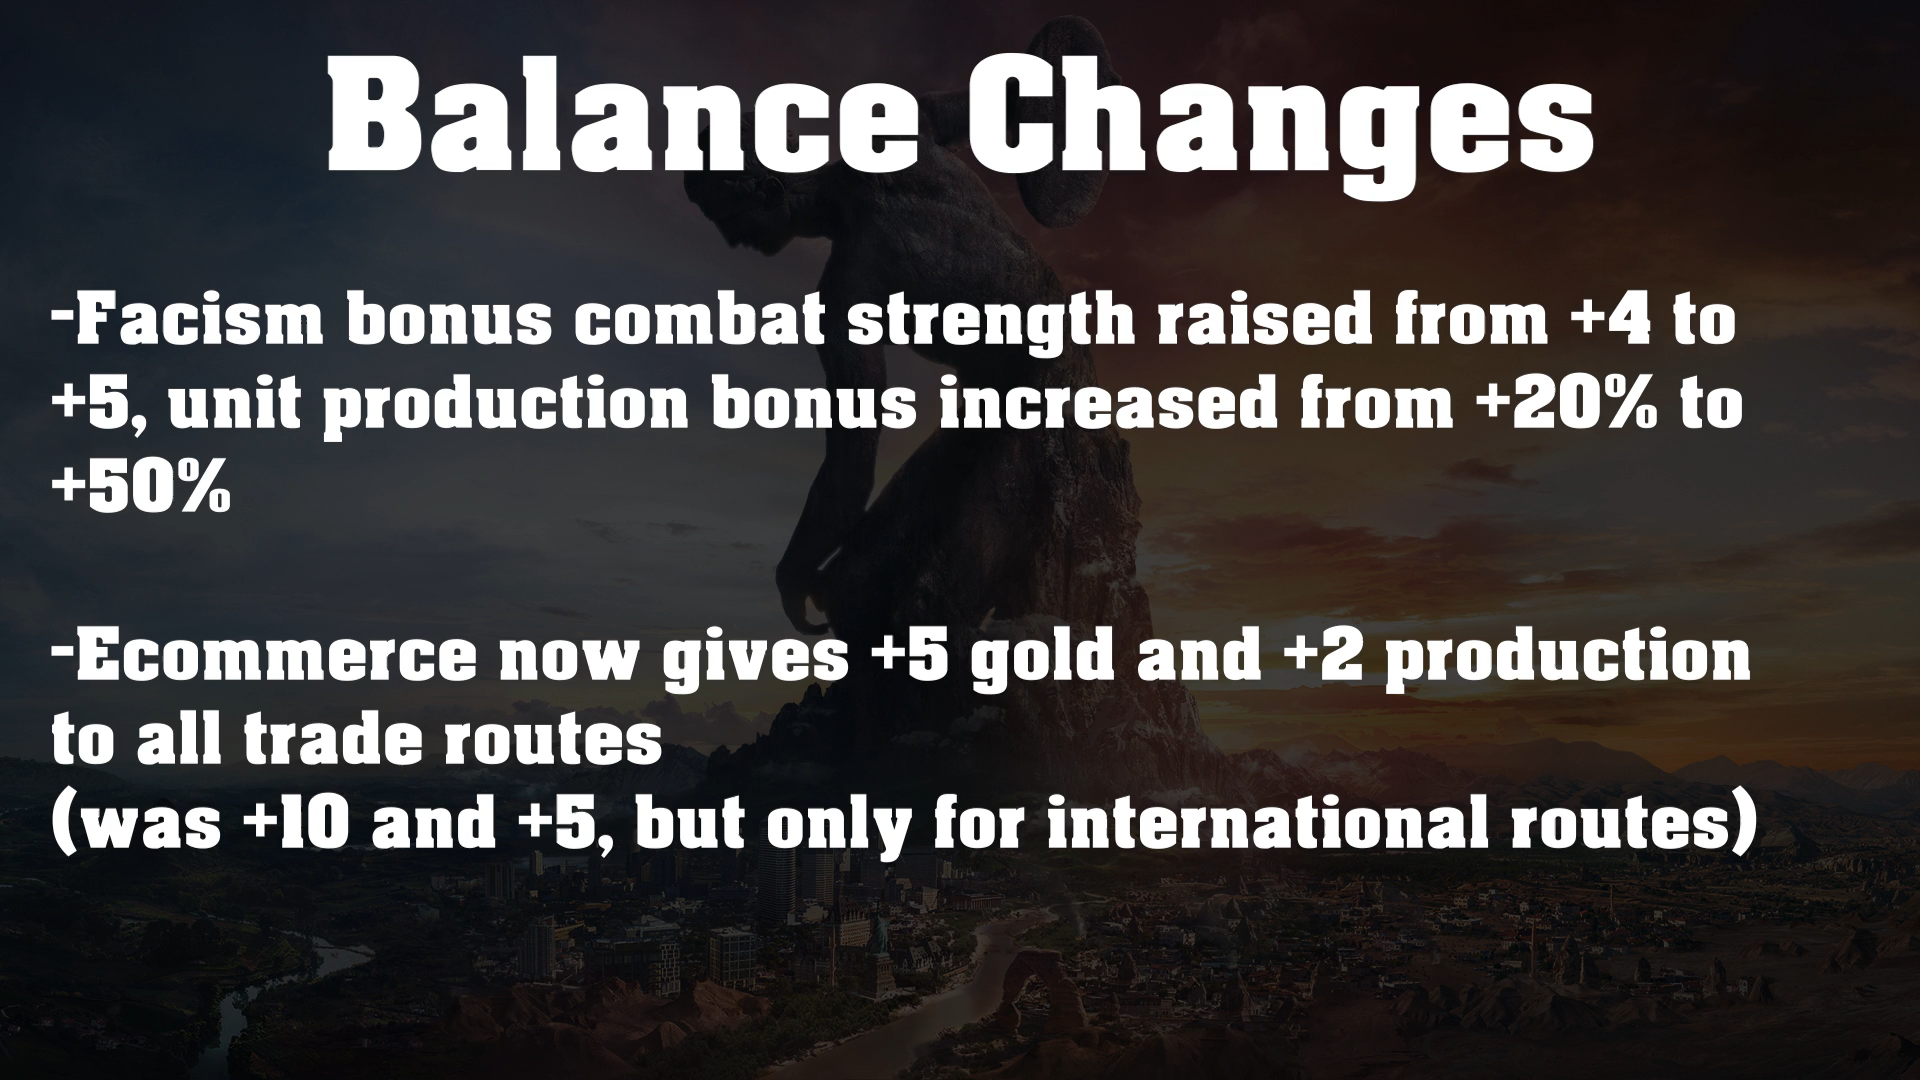 Balance Changes
-Facism bonus combat strength raised from +4 to
+5, unit production bonus increased from +20% to
+50%
-Ecommerce now gives +5 gold and +2 production
to all trade routes
(was +10 and +5, but only for international routes)